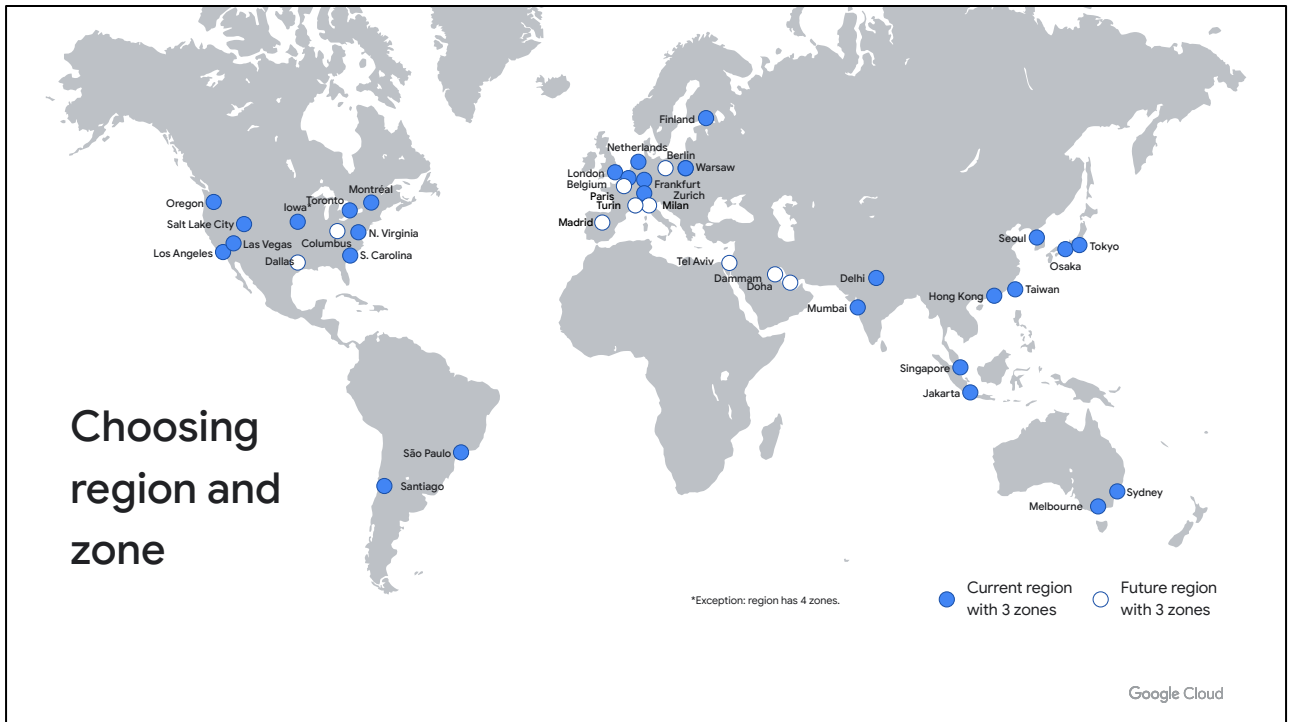 Finland
Netherlands
Berlin
London
Warsaw
Belgium
Frankfurt
Paris
Zurich
Turin
Milan
Madrid
Montréal
Toronto
Oregon
Iowa*
Salt Lake City
N. Virginia
Columbus
Las Vegas
Los Angeles
S. Carolina
Dallas
Tel Aviv
Dammam
Doha
Delhi
Mumbai
Seoul
Tokyo
Osaka
Taiwan
Hong Kong
Singapore
Jakarta
São Paulo
Santiago
Sydney
Melbourne
Choosing
region and
zone
*Exception: region has 4 zones.
Current region
with 3 zones
Future region
with 3 zones
Google Cloud